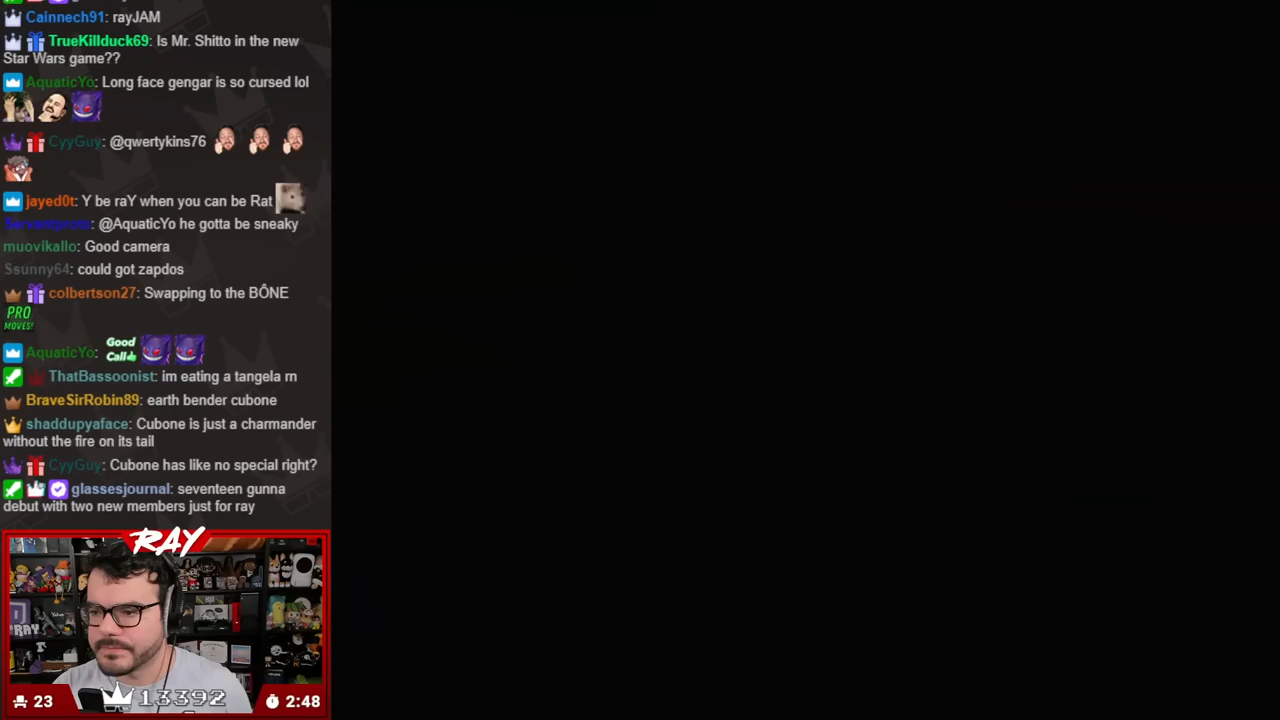 Cainnech91: rayJAM
TrueKillduck69: Is Mr. Shitto in the new
Star Wars game??
AquaticYo: Long face gengar is so cursed lol
CyyGuy: @qwertykins76
jayed0t: Y be raY when you can be Rat
Servantprom: @AquaticYo he gotta be sneaky
muovikallo: Good camera
Ssunny64: could got zapdos
colbertson27: Swapping to the BÔNE
PRO
MOVES!
AquaticYo: Good
Call
ThatBassoonist: im eating a tangela rn
BraveSirRobin89: earth bender cubone
shaddupyaface: Cubone is just a charmander
without the fire on its tail
CyyGuy: Cubone has like no special right?
glassesjournal: seventeen gunna
debut with two new members just for ray
RAY
RAY
23
13392
2:48